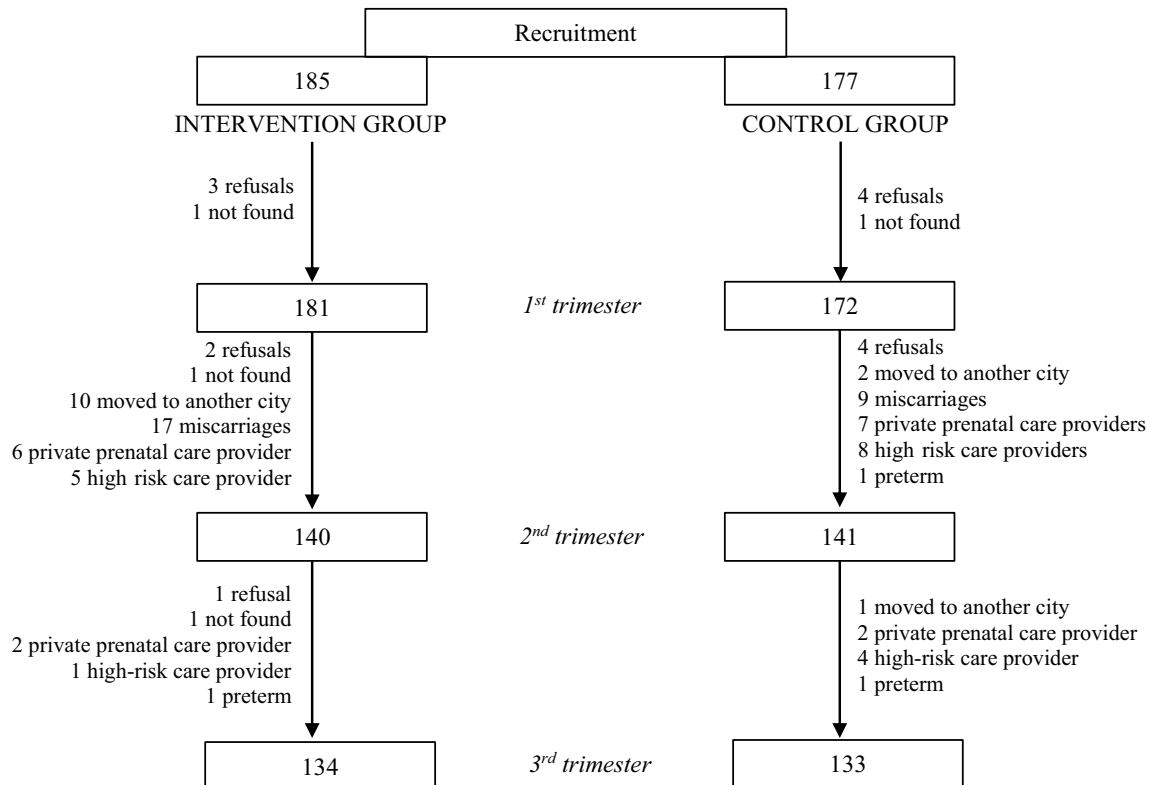 Recruitment
185
177
INTERVENTION GROUP
CONTROL GROUP
3 refusals
1 not found
4 refusals
1 not found
181
1st trimester
172
2 refusals
1 not found
10 moved to another city
17 miscarriages
6 private prenatal care provider
5 high risk care provider
4 refusals
2 moved to another city
9 miscarriages
7 private prenatal care providers
8 high risk care providers
1 preterm
140
2nd trimester
141
1 refusal
1 not found
2 private prenatal care provider
1 high-risk care provider
1 preterm
1 moved to another city
2 private prenatal care provider
4 high-risk care provider
1 preterm
134
3rd trimester
133